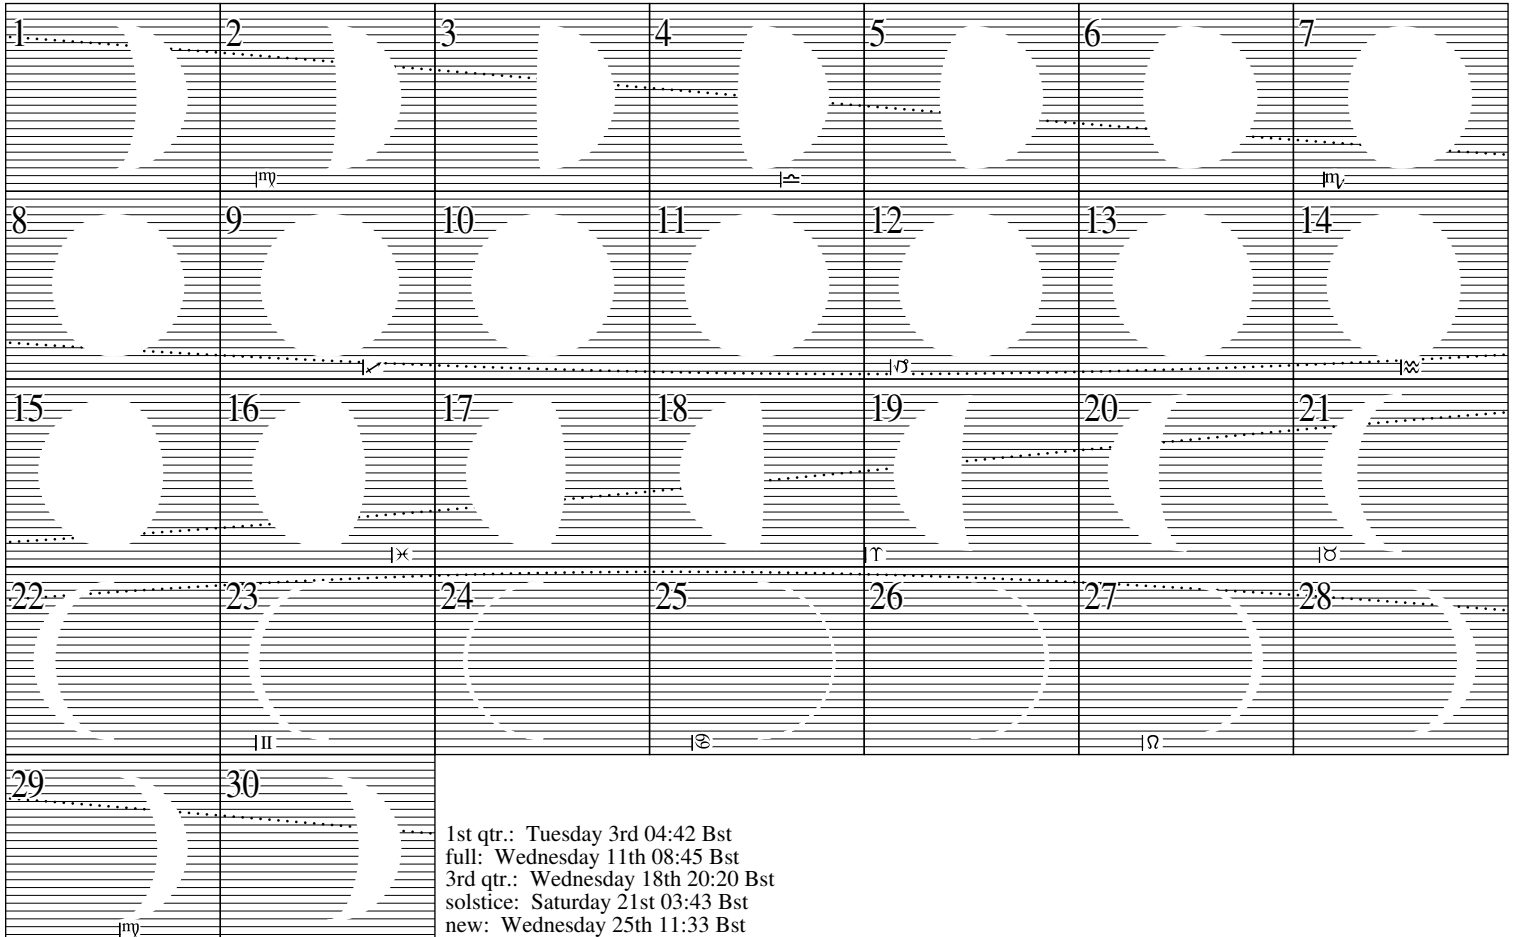 1 2 3 4 5 6 7
♍ ♎ ♏
8 9 10 11 12 13 14
♐ ♑ ♒
15 16 17 18 19 20 21
♓ ♈ ♉
22 23 24 25 26 27 28
♊ ♋ ♌
29 30
♍
1st qtr.: Tuesday 3rd 04:42 Bst
full: Wednesday 11th 08:45 Bst
3rd qtr.: Wednesday 18th 20:20 Bst
solstice: Saturday 21st 03:43 Bst
new: Wednesday 25th 11:33 Bst